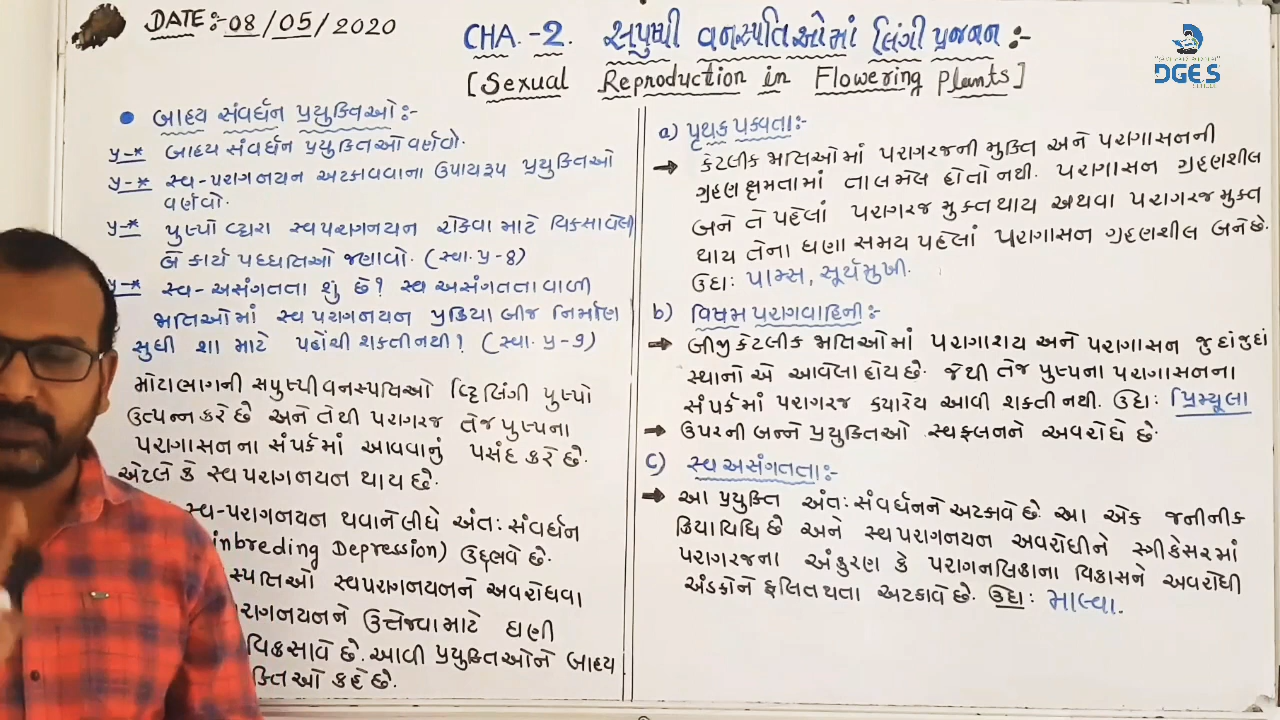 DATE:- 08/05/2020
CHA.-2. સપુષ્પી વનસ્પતિઓમાં લિંગી પ્રજનન :-
[Sexual Reproduction in Flowering Plants]
DGES
• બાહ્ય સંવર્ધન પ્રયુક્તિઓ :-
પ્ર-* બાહ્ય સંવર્ધન પ્રયુક્તિઓ વર્ણવો.
પ્ર-* સ્વ-પરાગનયન અટકાવવાના ઉપાયરૂપ પ્રયુક્તિઓ
વર્ણવો.
પ્ર-* પુષ્પો દ્વારા સ્વપરાગનયન રોકવા માટે વિકસાવેલી
બે કાર્ય પધ્ધતિઓ જણાવો. (સ્વા. પ્ર-8)
પ્ર-* સ્વ-અસંગતતા શું છે? સ્વ અસંગતતાવાળી
જાતિઓમાં સ્વપરાગનયન પ્રક્રિયા બીજ નિર્માણ
સુધી શા માટે પહોંચી શકતી નથી? (સ્વા. પ્ર-9)
મોટાભાગની સપુષ્પી વનસ્પતિઓ દ્વિલિંગી પુષ્પો
ઉત્પન્ન કરે છે અને તેથી પરાગરજ તેજ પુષ્પના
પરાગાસનના સંપર્કમાં આવવાનું પસંદ કરે છે.
એટલે કે સ્વપરાગનયન થાય છે.
સ્વ-પરાગનયન થવાને લીધે અંતઃ સંવર્ધન
inbreding Depression) ઉદ્દભવે છે.
સ્પતિઓ સ્વપરાગનયનને અવરોધવા
રાગનયનને ઉત્તેજવા માટે ઘણી
વિકસાવે છે. આવી પ્રયુક્તિઓને બાહ્ય
ક્તિઓ કહે છે.
a) પૃથક પક્વતા :-
→ કેટલીક જાતિઓમાં પરાગરજની મુક્તિ અને પરાગાસનની
ગ્રહણ ક્ષમતામાં તાલમેલ હોતો નથી. પરાગાસન ગ્રહણશીલ
બને તે પહેલાં પરાગરજ મુક્ત થાય અથવા પરાગરજ મુક્ત
થાય તેના ઘણા સમય પહેલાં પરાગાસન ગ્રહણશીલ બને છે.
ઉદા: પામ્સ, સૂર્યમુખી.
b) વિષમ પરાગવાહિની :-
→ બીજી કેટલીક જાતિઓમાં પરાગાશય અને પરાગાસન જુદાં જુદાં
સ્થાનોએ આવેલા હોય છે. જેથી તેજ પુષ્પના પરાગાસનના
સંપર્કમાં પરાગરજ ક્યારેય આવી શક્તી નથી. ઉદા: પ્રિમ્યૂલા
→ ઉપરની બન્ને પ્રયુક્તિઓ સ્વફલનને અવરોધે છે.
c) સ્વ અસંગતતા :-
→ આ પ્રયુક્તિ અંતઃસંવર્ધનને અટકાવે છે. આ એક જનીનીક
ક્રિયાવિધિ છે અને સ્વપરાગનયન અવરોધીને સ્ત્રીકેસરમાં
પરાગરજના અંકુરણ કે પરાગનલિકાના વિકાસને અવરોધી
અંડકોને ફલિત થતા અટકાવે છે. ઉદા: માલ્વા.